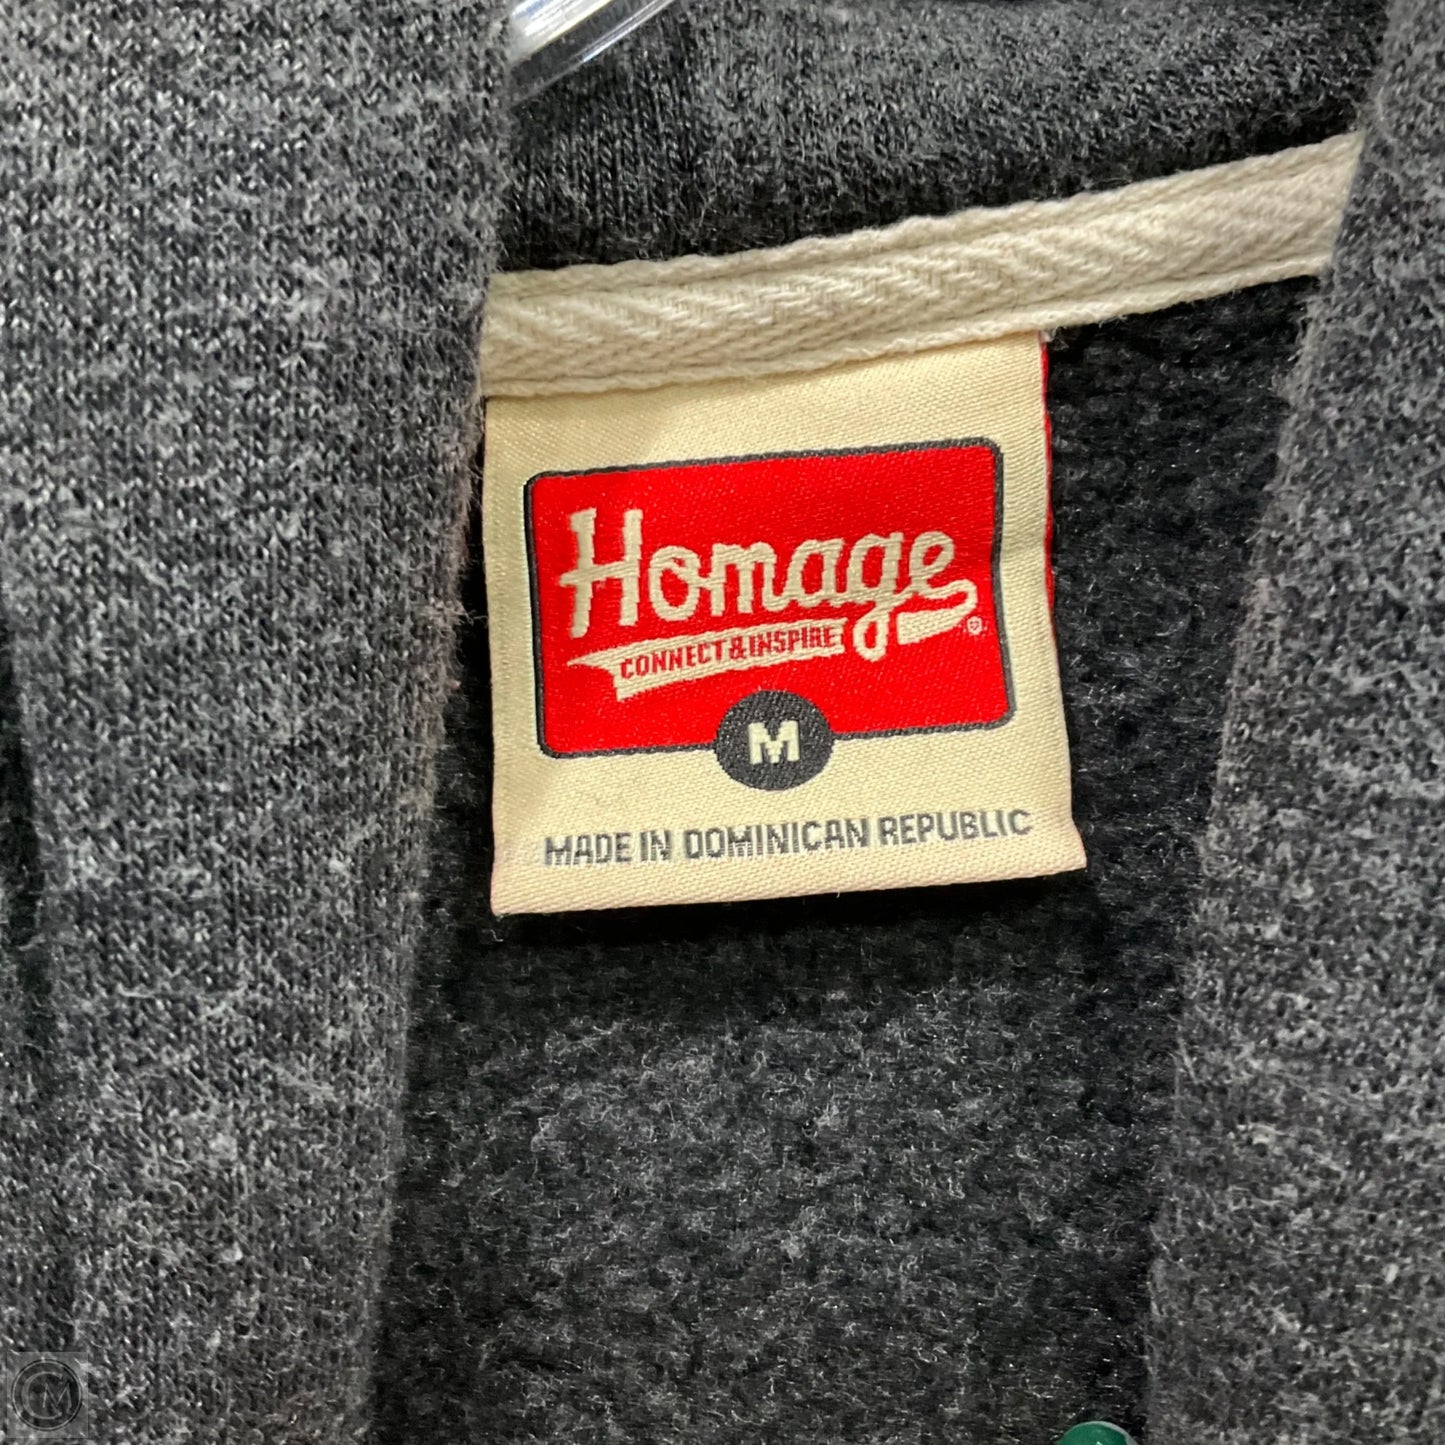 Homage
CONNECT & INSPIRE
M
MADE IN DOMINICAN REPUBLIC